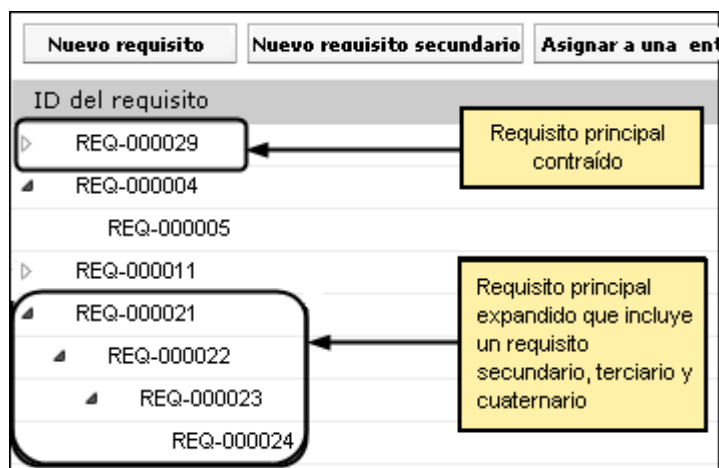 Nuevo requisito
Nuevo requisito secundario
Asignar a una ent
ID del requisito
REQ-000029
REQ-000004
REQ-000005
REQ-000011
REQ-000021
REQ-000022
REQ-000023
REQ-000024
Requisito principal
contraído
Requisito principal
expandido que incluye
un requisito
secundario, terciario y
cuaternario